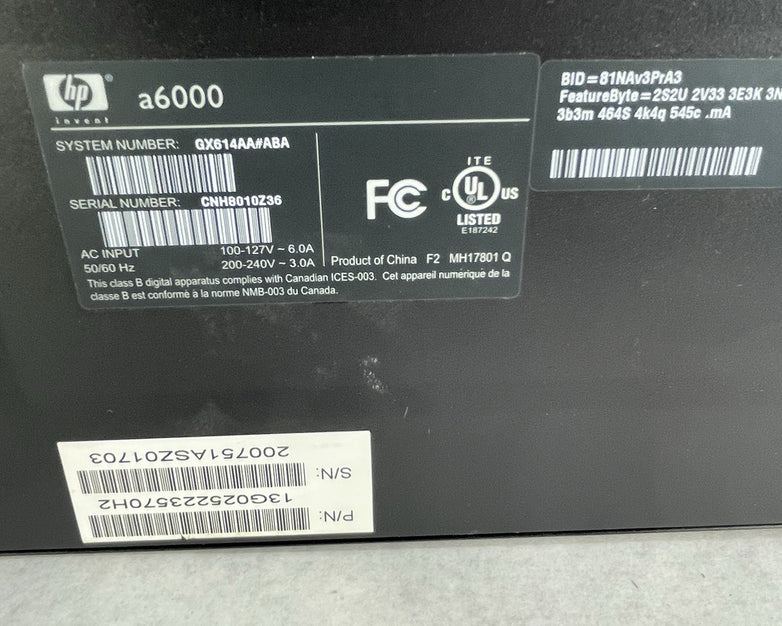 hp ®
invent
a6000
SYSTEM NUMBER: GX614AA#ABA
SERIAL NUMBER: CNH8010Z36
AC INPUT 100-127V ~ 6.0A
50/60 Hz 200-240V ~ 3.0A
FC
ITE
C UL ® US
LISTED
E187242
Product of China F2 MH17801 Q
This class B digital apparatus complies with Canadian ICES-003. Cet appareil numérique de la
classe B est conforme à la norme NMB-003 du Canada.
BID=81NAv3PrA3
FeatureByte=2S2U 2V33 3E3K 3N
3b3m 464S 4k4q 545c .mA
P/N:
13G0252223570H2
S/N:
200751ASZ01703